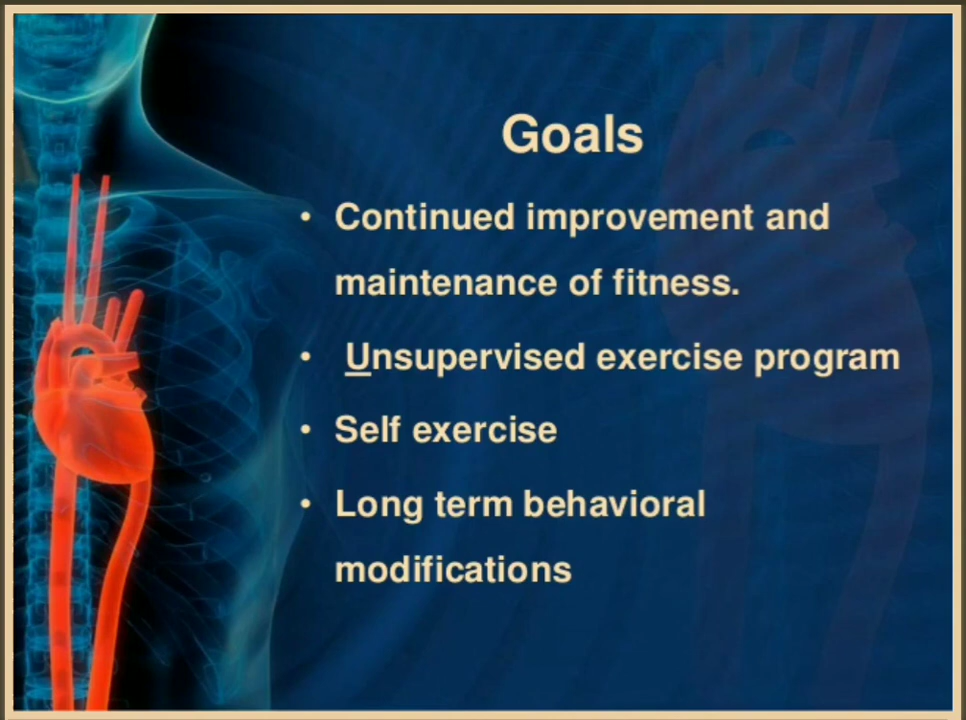 Goals
• Continued improvement and
maintenance of fitness.
• Unsupervised exercise program
• Self exercise
• Long term behavioral
modifications